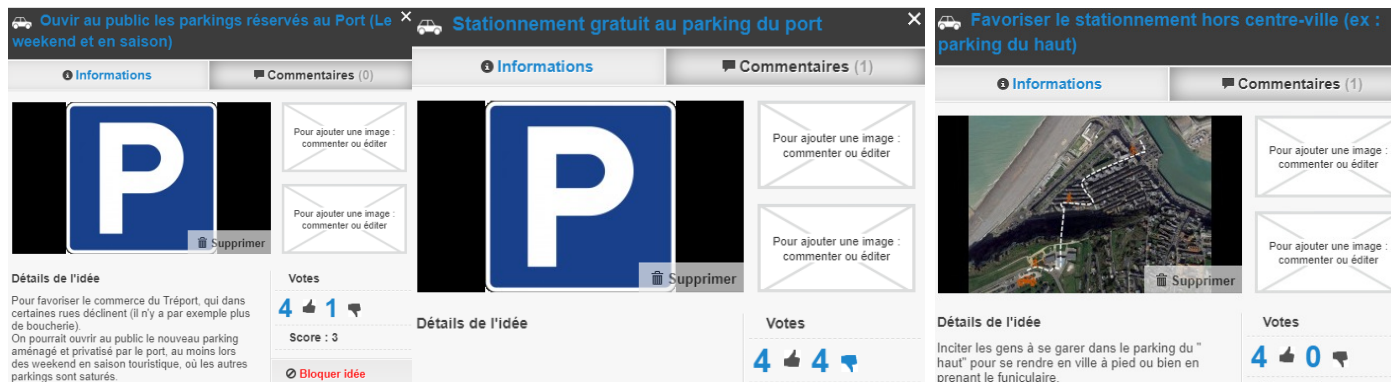 Ouvir au public les parkings réservés au Port (Le
weekend et en saison)
Informations
Commentaires (0)
P
Pour ajouter une image :
commenter ou éditer
Pour ajouter une image :
commenter ou éditer
Supprimer
Détails de l'idée
Pour favoriser le commerce du Tréport, qui dans
certaines rues déclinent (il n'y a par exemple plus
de boucherie).
On pourrait ouvrir au public le nouveau parking
aménagé et privatisé par le port, au moins lors
des weekend en saison touristique, où les autres
parkings sont saturés.
Votes
4 1
Score : 3
Bloquer idée
Stationnement gratuit au parking du port
Informations
Commentaires (1)
P
Pour ajouter une image :
commenter ou éditer
Pour ajouter une image :
commenter ou éditer
Supprimer
Détails de l'idée
Votes
4 4
Favoriser le stationnement hors centre-ville (ex :
parking du haut)
Informations
Commentaires (1)
Pour ajouter une image :
commenter ou éditer
Pour ajouter une image :
commenter ou éditer
Supprimer
Détails de l'idée
Inciter les gens à se garer dans le parking du "
haut" pour se rendre en ville à pied ou bien en
prenant le funiculaire.
Votes
4 0